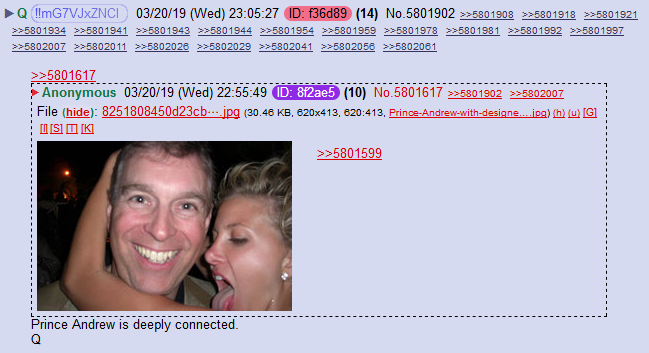 ▶ Q !!mG7VJxZNCI 03/20/19 (Wed) 23:05:27 ID: f36d89 (14) No.5801902 >>5801908 >>5801918 >>5801921
>>5801934 >>5801941 >>5801943 >>5801944 >>5801954 >>5801959 >>5801978 >>5801981 >>5801992 >>5801997
>>5802007 >>5802011 >>5802026 >>5802029 >>5802041 >>5802056 >>5802061
>>5801617
▶ Anonymous 03/20/19 (Wed) 22:55:49 ID: 8f2ae5 (10) No.5801617 >>5801902 >>5802007
File (hide): 8251808450d23cb⋯.jpg (30.46 KB, 620x413, 620:413, Prince-Andrew-with-designe….jpg) (h) (u) [G]
[I] [S] [T] [K]
>>5801599
Prince Andrew is deeply connected.
Q